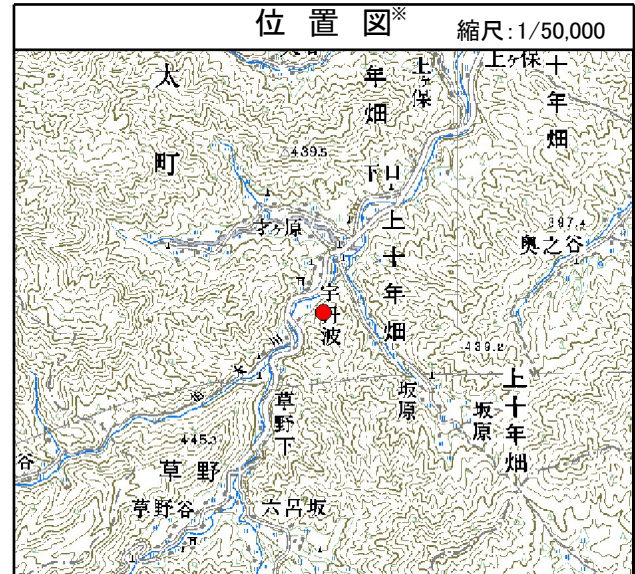 位置図※
縮尺:1/50,000
太町
年畑
上ヶ保
上ヶ保
十年畑
439.5
下口
才ヶ原
上十年畑
397.4
奥之谷
宇丹波
439.2
坂原
坂原
上十年畑
草野下
445.3
谷
草野
草野谷
六呂坂